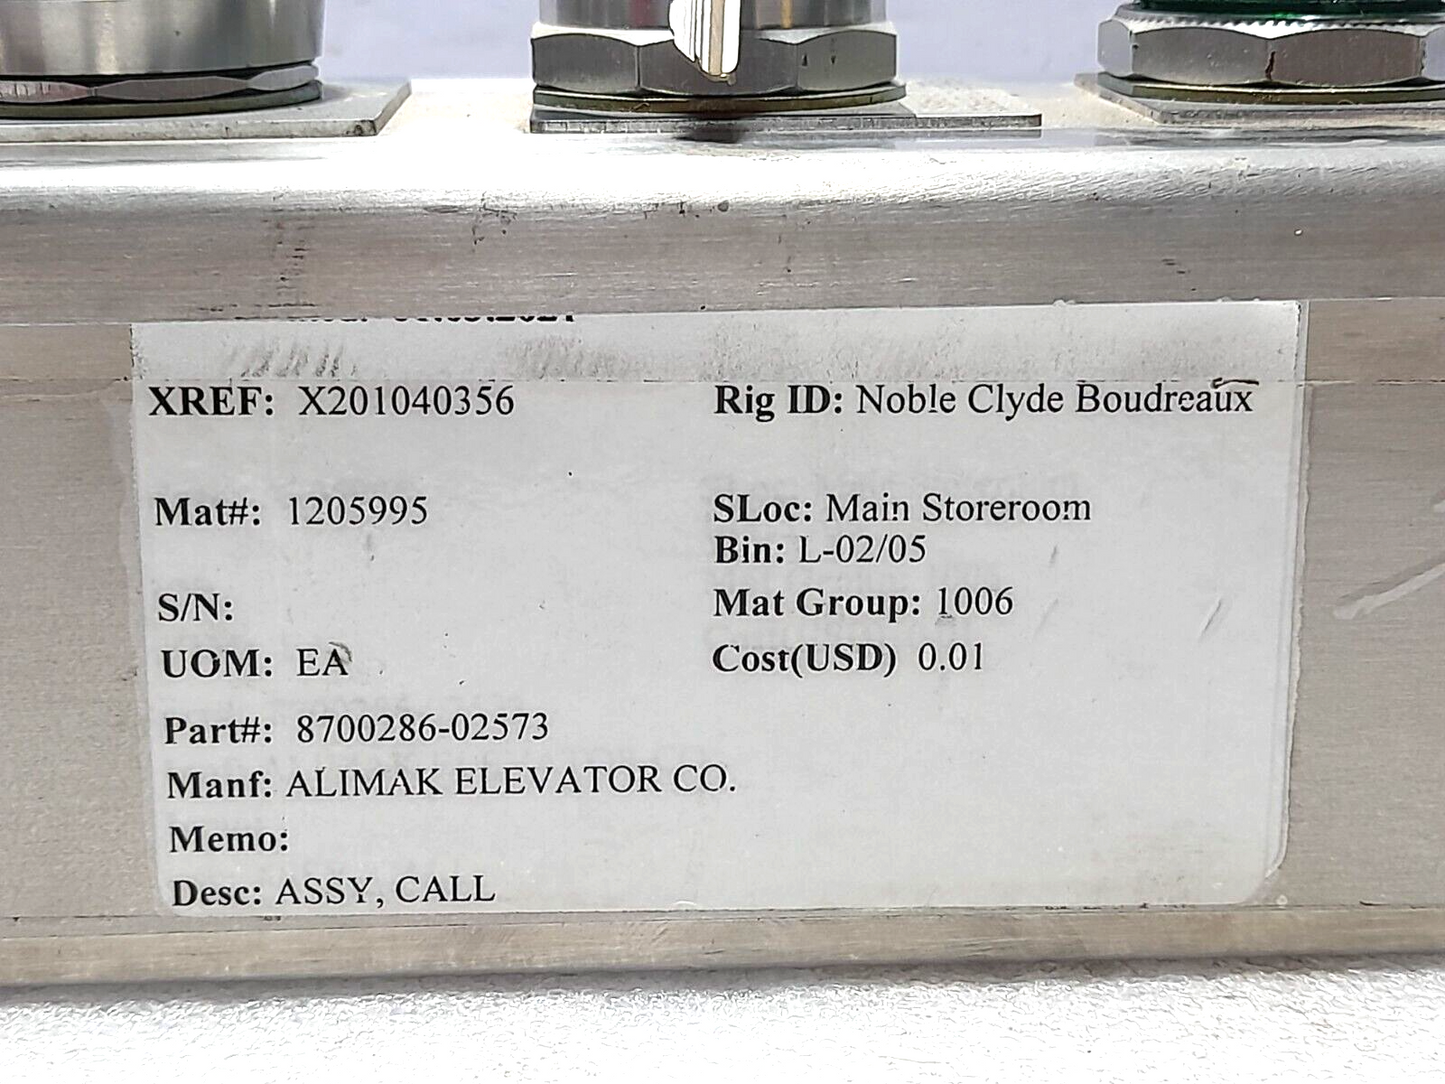 XREF: X201040356
Rig ID: Noble Clyde Boudreaux
Mat#: 1205995
SLoc: Main Storeroom
Bin: L-02/05
S/N:
Mat Group: 1006
UOM: EA
Cost(USD) 0.01
Part#: 8700286-02573
Manf: ALIMAK ELEVATOR CO.
Memo:
Desc: ASSY, CALL